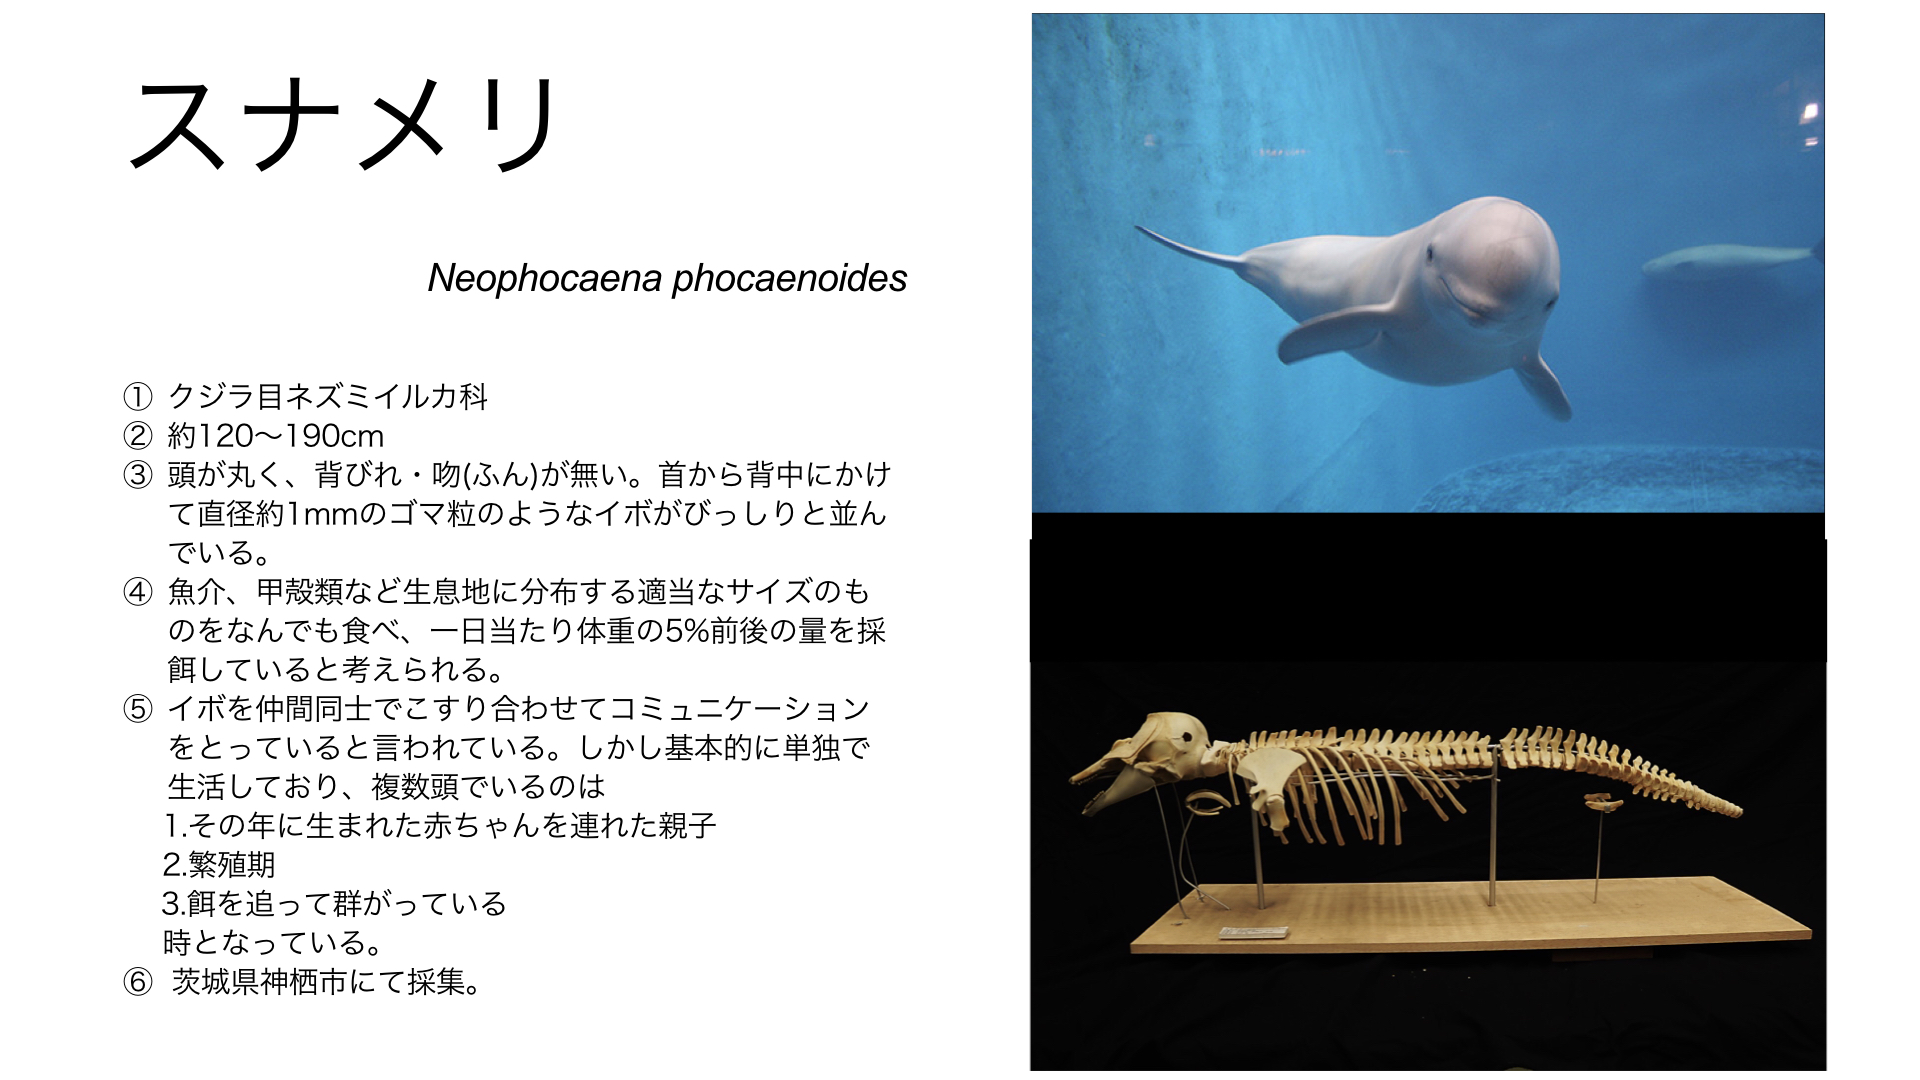 スナメリ
Neophocaena phocaenoides
① クジラ目ネズミイルカ科
② 約120〜190cm
③ 頭が丸く、背びれ・吻(ふん)が無い。首から背中にかけ
て直径約1mmのゴマ粒のようなイボがびっしりと並ん
でいる。
④ 魚介、甲殻類など生息地に分布する適当なサイズのも
のをなんでも食べ、一日当たり体重の5%前後の量を採
餌していると考えられる。
⑤ イボを仲間同士でこすり合わせてコミュニケーション
をとっていると言われている。しかし基本的に単独で
生活しており、複数頭でいるのは
1.その年に生まれた赤ちゃんを連れた親子
2.繁殖期
3.餌を追って群がっている
時となっている。
⑥ 茨城県神栖市にて採集。